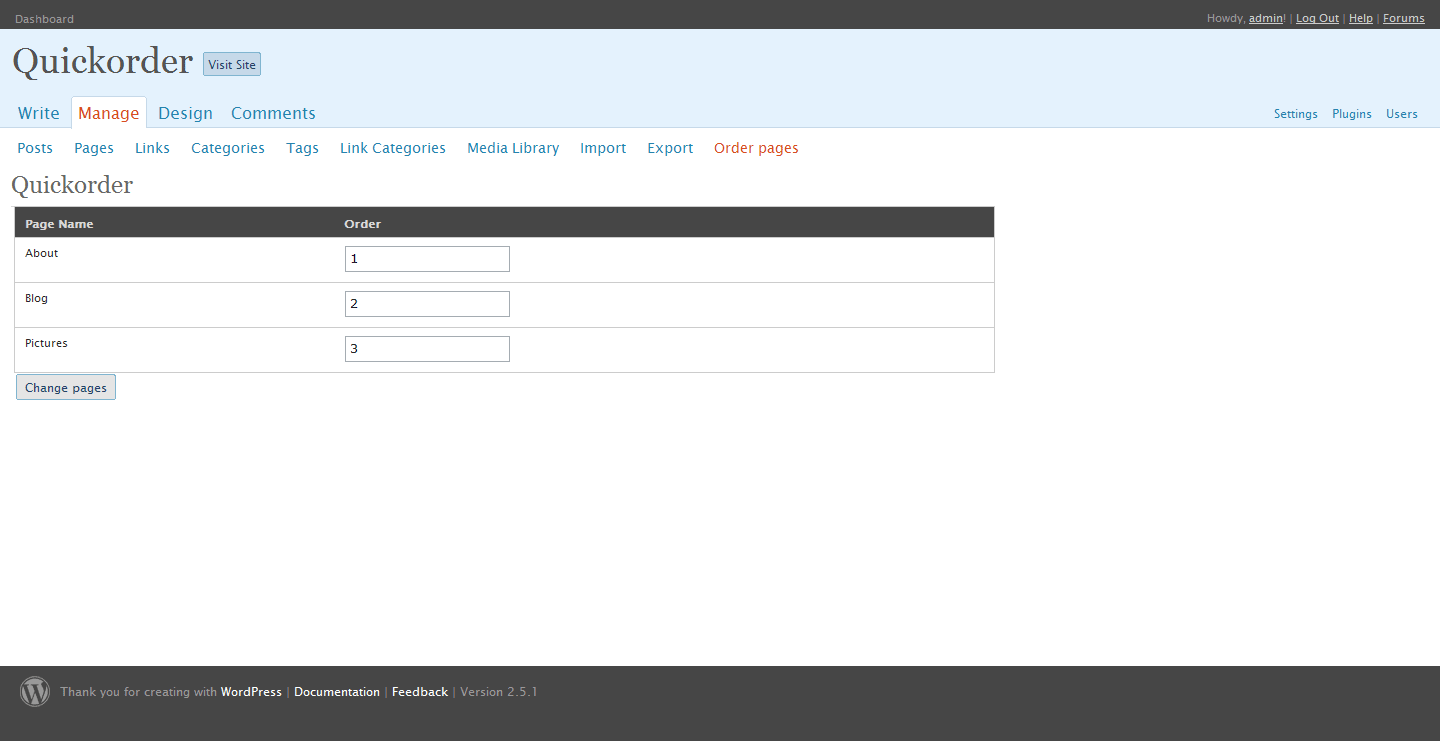 Dashboard
Howdy, admin! | Log Out | Help | Forums
Quickorder Visit Site
Write Manage Design Comments
Settings Plugins Users
Posts Pages Links Categories Tags Link Categories Media Library Import Export Order pages
Quickorder
Page Name Order
About 1
Blog 2
Pictures 3
Change pages
Thank you for creating with WordPress | Documentation | Feedback | Version 2.5.1